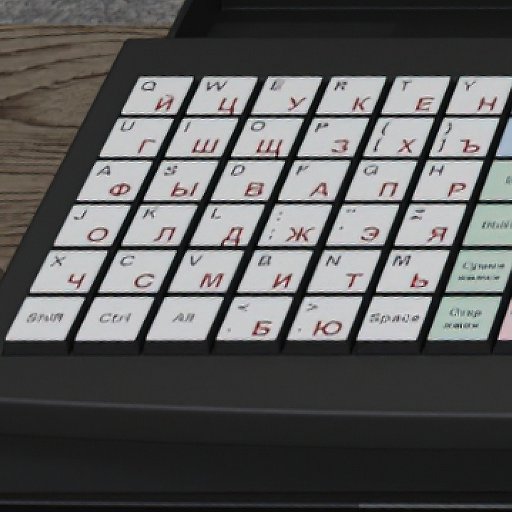 Q Й W Ц E У R К T Е Y Н
U Г I Ш O Щ P З { [ Х } ] Ъ
A Ф S Ы D В F А G П H Р
J О K Л L Д : ; Ж " ' Э Я
X Ч C С V М B И N Т M Ь
Shift Ctrl Alt < , Б > . Ю Space